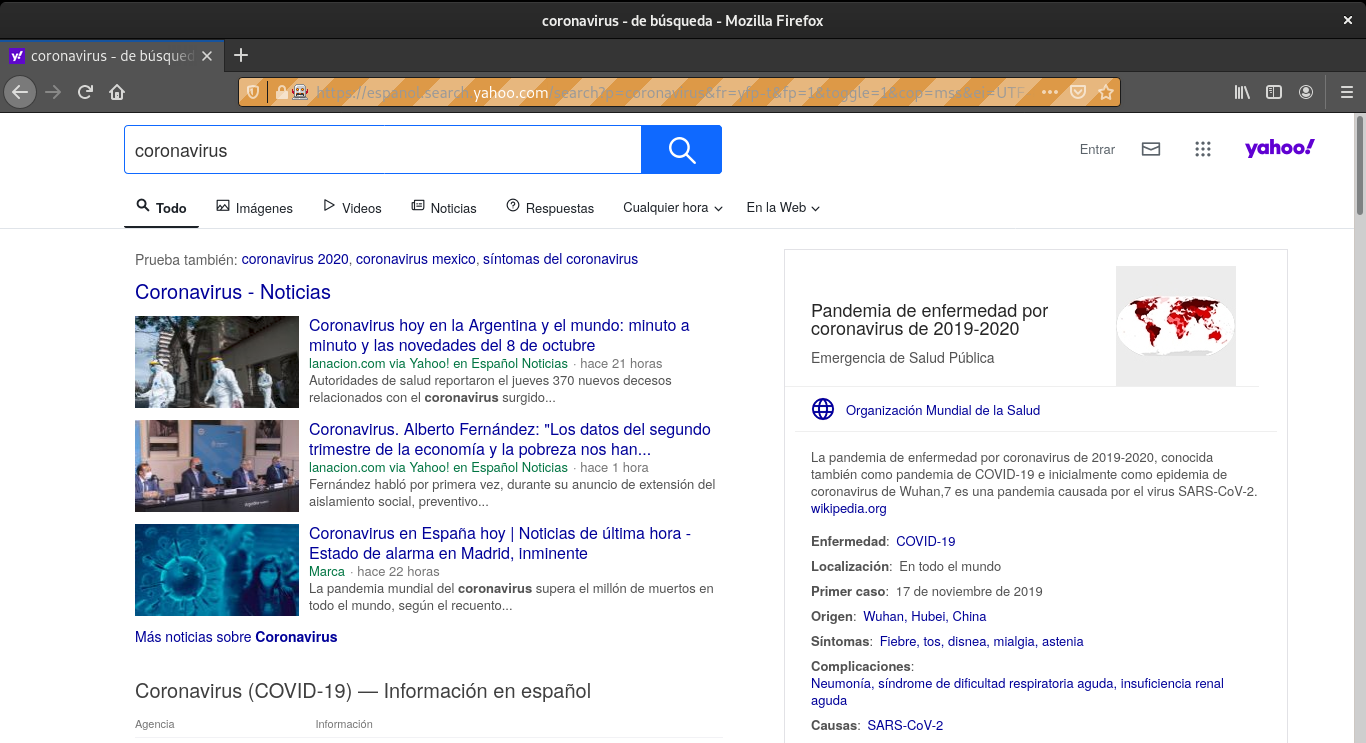 coronavirus - de búsqueda - Mozilla Firefox
coronavirus - de búsqued
https://espanol.search.yahoo.com/search?p=coronavirus&fr=yfp-t&fp=1&toggle=1&cop=mss&ei=UTF
coronavirus
Entrar
yahoo!
Todo
Imágenes
Videos
Noticias
Respuestas
Cualquier hora
En la Web
Prueba también: coronavirus 2020, coronavirus mexico, síntomas del coronavirus
Coronavirus - Noticias
Coronavirus hoy en la Argentina y el mundo: minuto a
minuto y las novedades del 8 de octubre
lanacion.com via Yahoo! en Español Noticias · hace 21 horas
Autoridades de salud reportaron el jueves 370 nuevos decesos
relacionados con el coronavirus surgido...
Coronavirus. Alberto Fernández: "Los datos del segundo
trimestre de la economía y la pobreza nos han...
lanacion.com via Yahoo! en Español Noticias · hace 1 hora
Fernández habló por primera vez, durante su anuncio de extensión del
aislamiento social, preventivo...
Coronavirus en España hoy | Noticias de última hora -
Estado de alarma en Madrid, inminente
Marca · hace 22 horas
La pandemia mundial del coronavirus supera el millón de muertos en
todo el mundo, según el recuento...
Más noticias sobre Coronavirus
Coronavirus (COVID-19) — Información en español
Agencia
Información
Pandemia de enfermedad por
coronavirus de 2019-2020
Emergencia de Salud Pública
Organización Mundial de la Salud
La pandemia de enfermedad por coronavirus de 2019-2020, conocida
también como pandemia de COVID-19 e inicialmente como epidemia de
coronavirus de Wuhan,7 es una pandemia causada por el virus SARS-CoV-2.
wikipedia.org
Enfermedad: COVID-19
Localización: En todo el mundo
Primer caso: 17 de noviembre de 2019
Origen: Wuhan, Hubei, China
Síntomas: Fiebre, tos, disnea, mialgia, astenia
Complicaciones:
Neumonía, síndrome de dificultad respiratoria aguda, insuficiencia renal
aguda
Causas: SARS-CoV-2